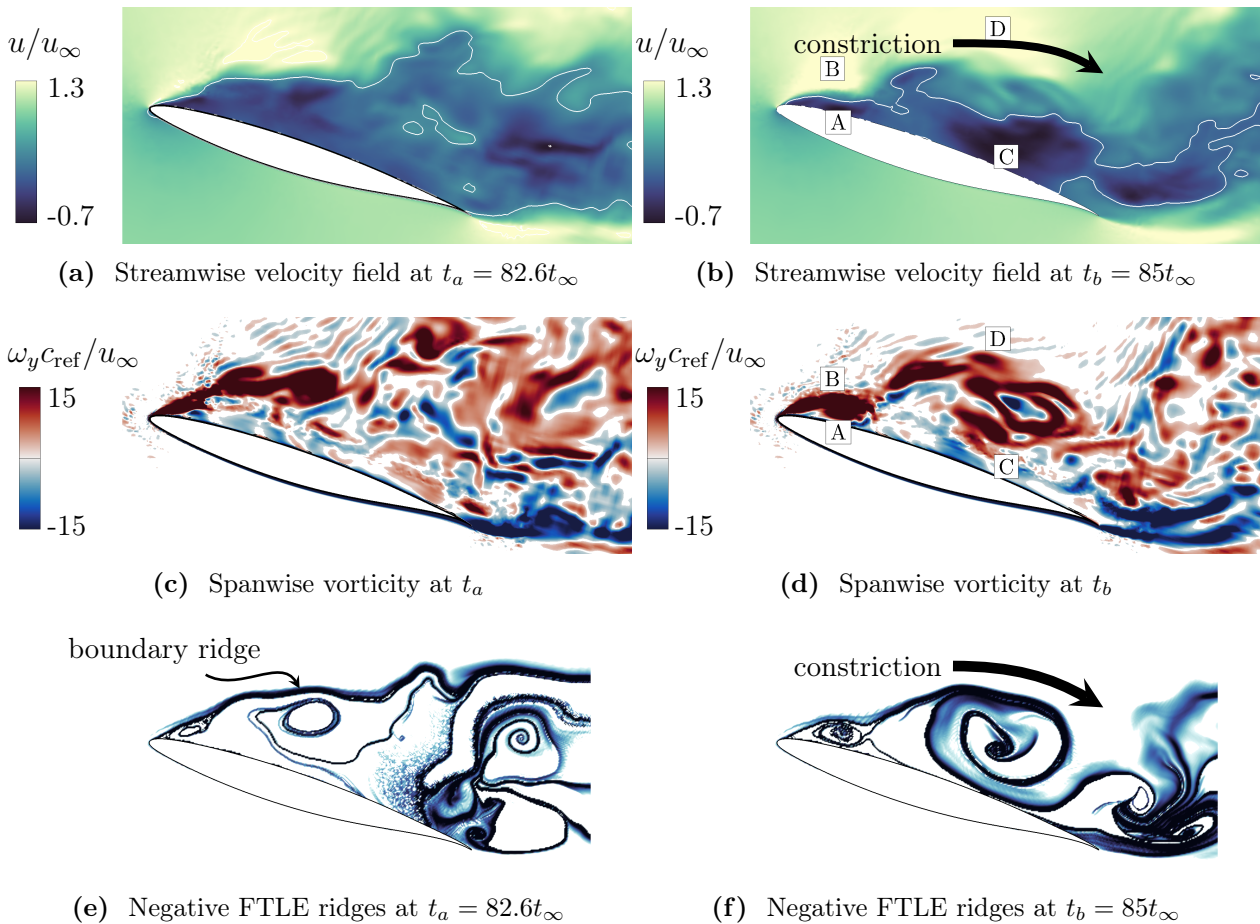 u/u∞
1.3
-0.7
(a) Streamwise velocity field at tₐ = 82.6t∞
u/u∞
1.3
-0.7
constriction
D
B
A
C
(b) Streamwise velocity field at t_b = 85t∞
ω_y c_ref/u∞
15
-15
(c) Spanwise vorticity at tₐ
ω_y c_ref/u∞
15
-15
D
B
A
C
(d) Spanwise vorticity at t_b
boundary ridge
(e) Negative FTLE ridges at tₐ = 82.6t∞
constriction
(f) Negative FTLE ridges at t_b = 85t∞